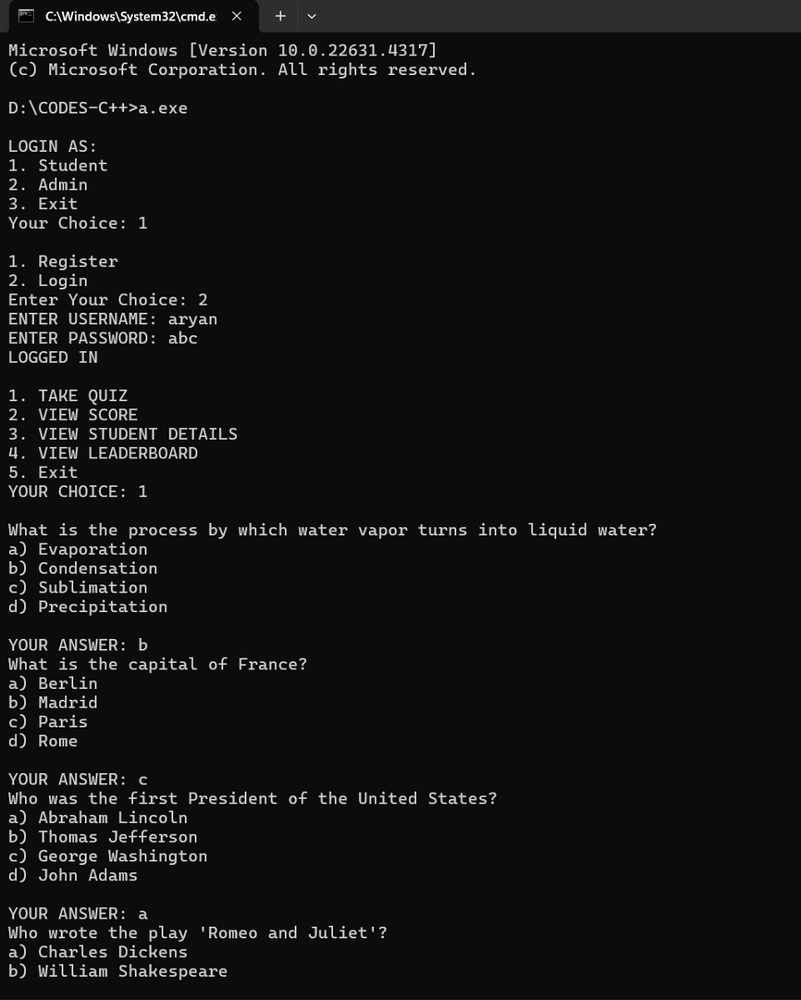 C:\Windows\System32\cmd.e
Microsoft Windows [Version 10.0.22631.4317]
(c) Microsoft Corporation. All rights reserved.
D:\CODES-C++>a.exe
LOGIN AS:
1. Student
2. Admin
3. Exit
Your Choice: 1
1. Register
2. Login
Enter Your Choice: 2
ENTER USERNAME: aryan
ENTER PASSWORD: abc
LOGGED IN
1. TAKE QUIZ
2. VIEW SCORE
3. VIEW STUDENT DETAILS
4. VIEW LEADERBOARD
5. Exit
YOUR CHOICE: 1
What is the process by which water vapor turns into liquid water?
a) Evaporation
b) Condensation
c) Sublimation
d) Precipitation
YOUR ANSWER: b
What is the capital of France?
a) Berlin
b) Madrid
c) Paris
d) Rome
YOUR ANSWER: c
Who was the first President of the United States?
a) Abraham Lincoln
b) Thomas Jefferson
c) George Washington
d) John Adams
YOUR ANSWER: a
Who wrote the play 'Romeo and Juliet'?
a) Charles Dickens
b) William Shakespeare